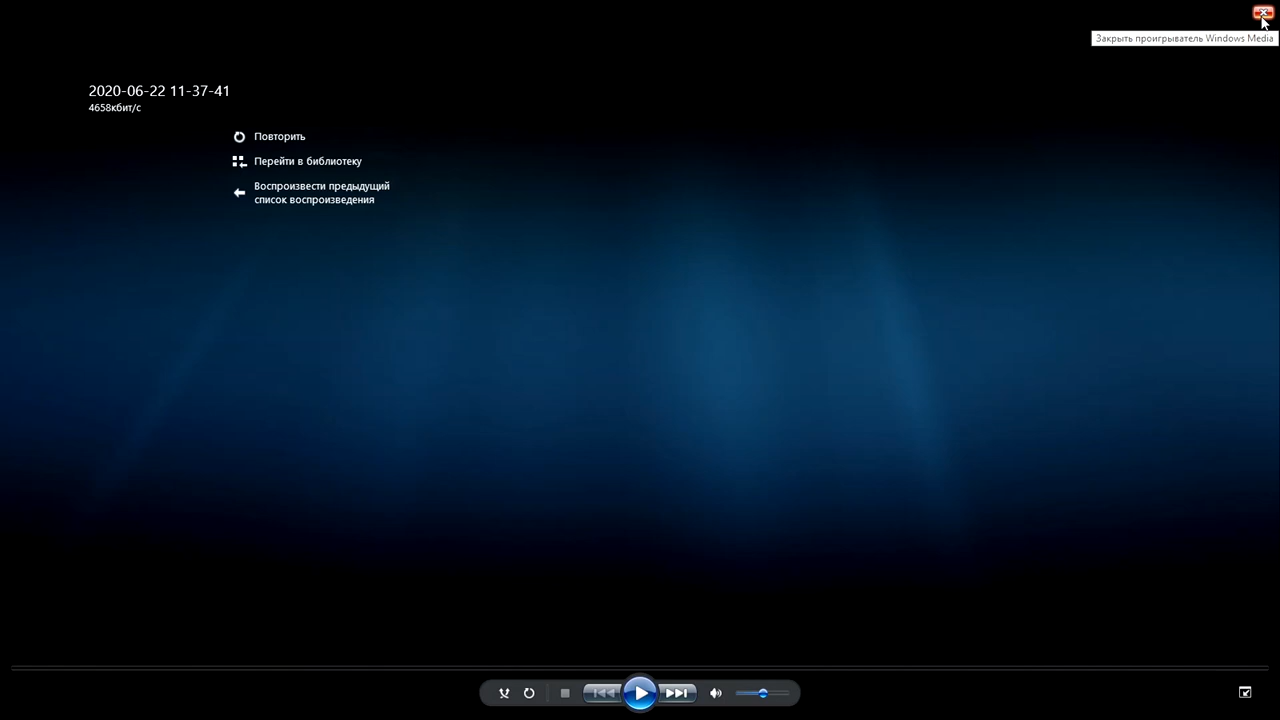 Закрыть проигрыватель Windows Media
2020-06-22 11-37-41
4658кбит/с
Повторить
Перейти в библиотеку
Воспроизвести предыдущий
список воспроизведения